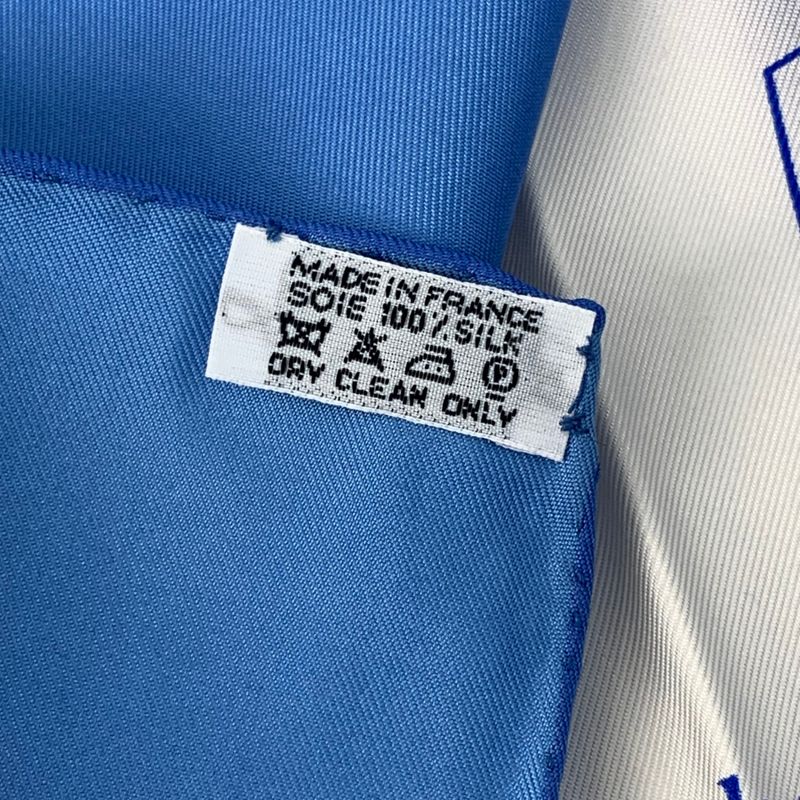 MADE IN FRANCE
SOIE 100% SILK
P
DRY CLEAN ONLY